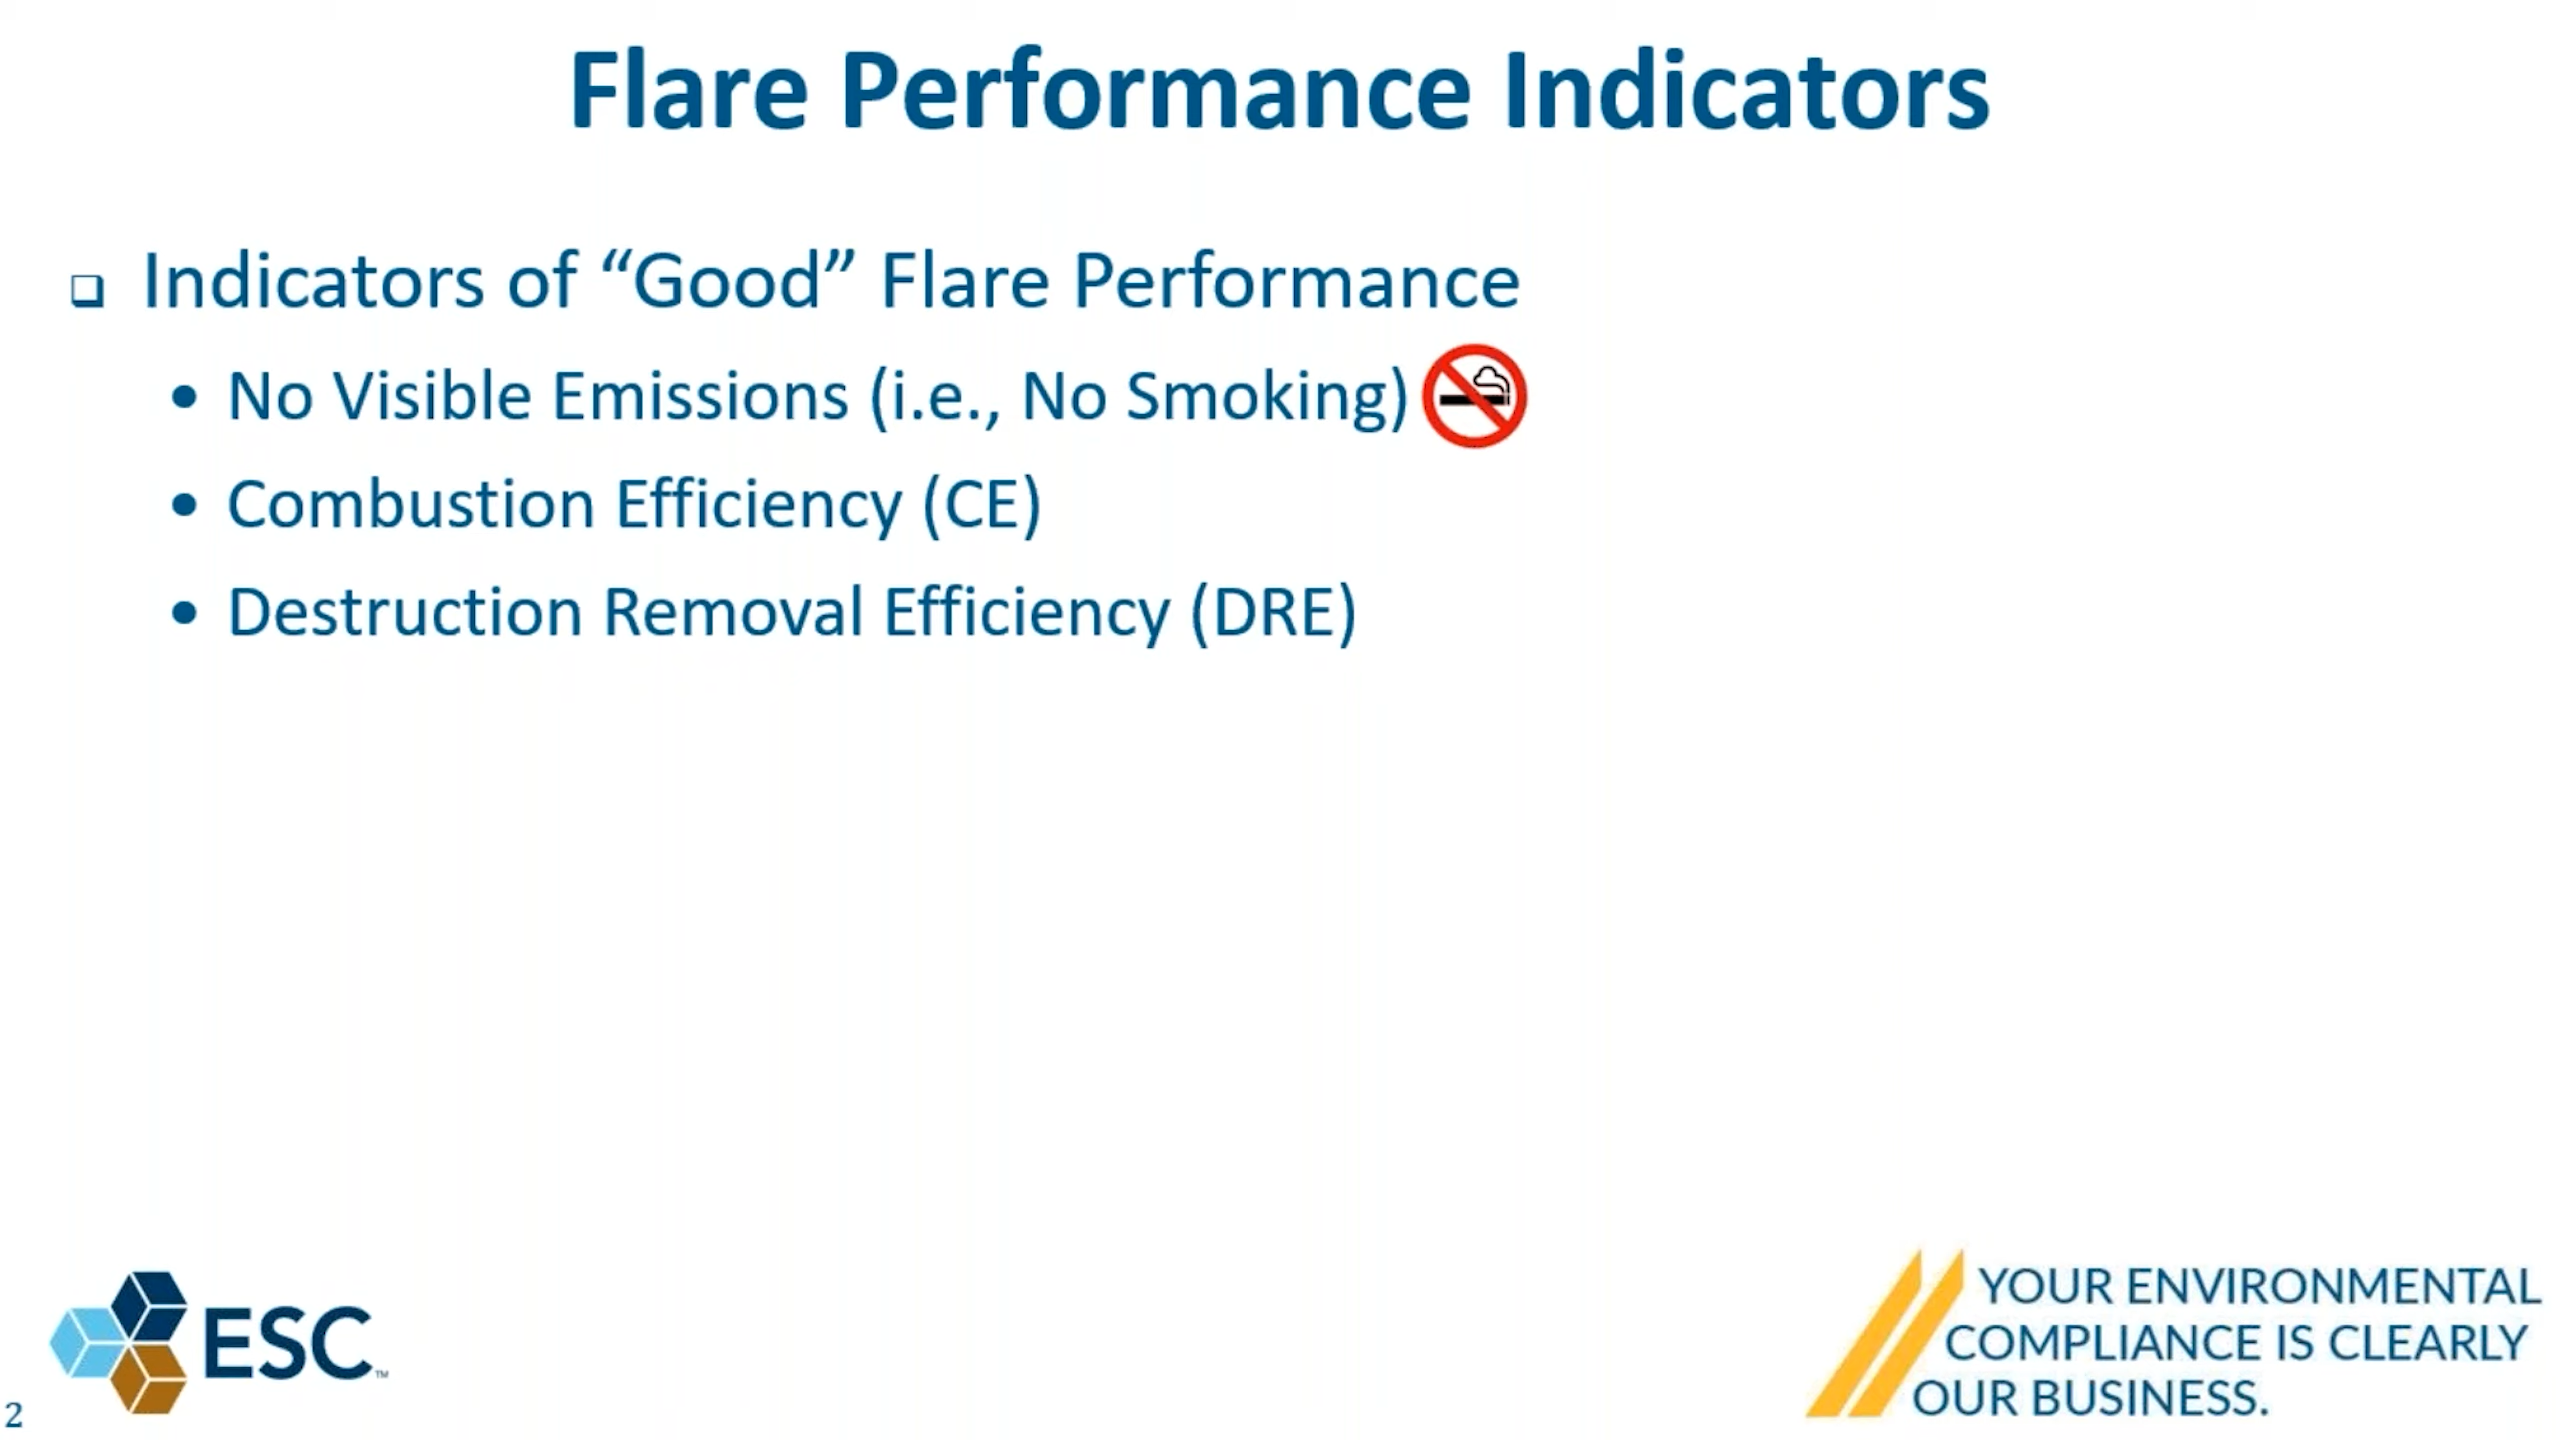 Flare Performance Indicators
Indicators of “Good” Flare Performance
• No Visible Emissions (i.e., No Smoking)
• Combustion Efficiency (CE)
• Destruction Removal Efficiency (DRE)
ESC™
YOUR ENVIRONMENTAL
COMPLIANCE IS CLEARLY
OUR BUSINESS.
2